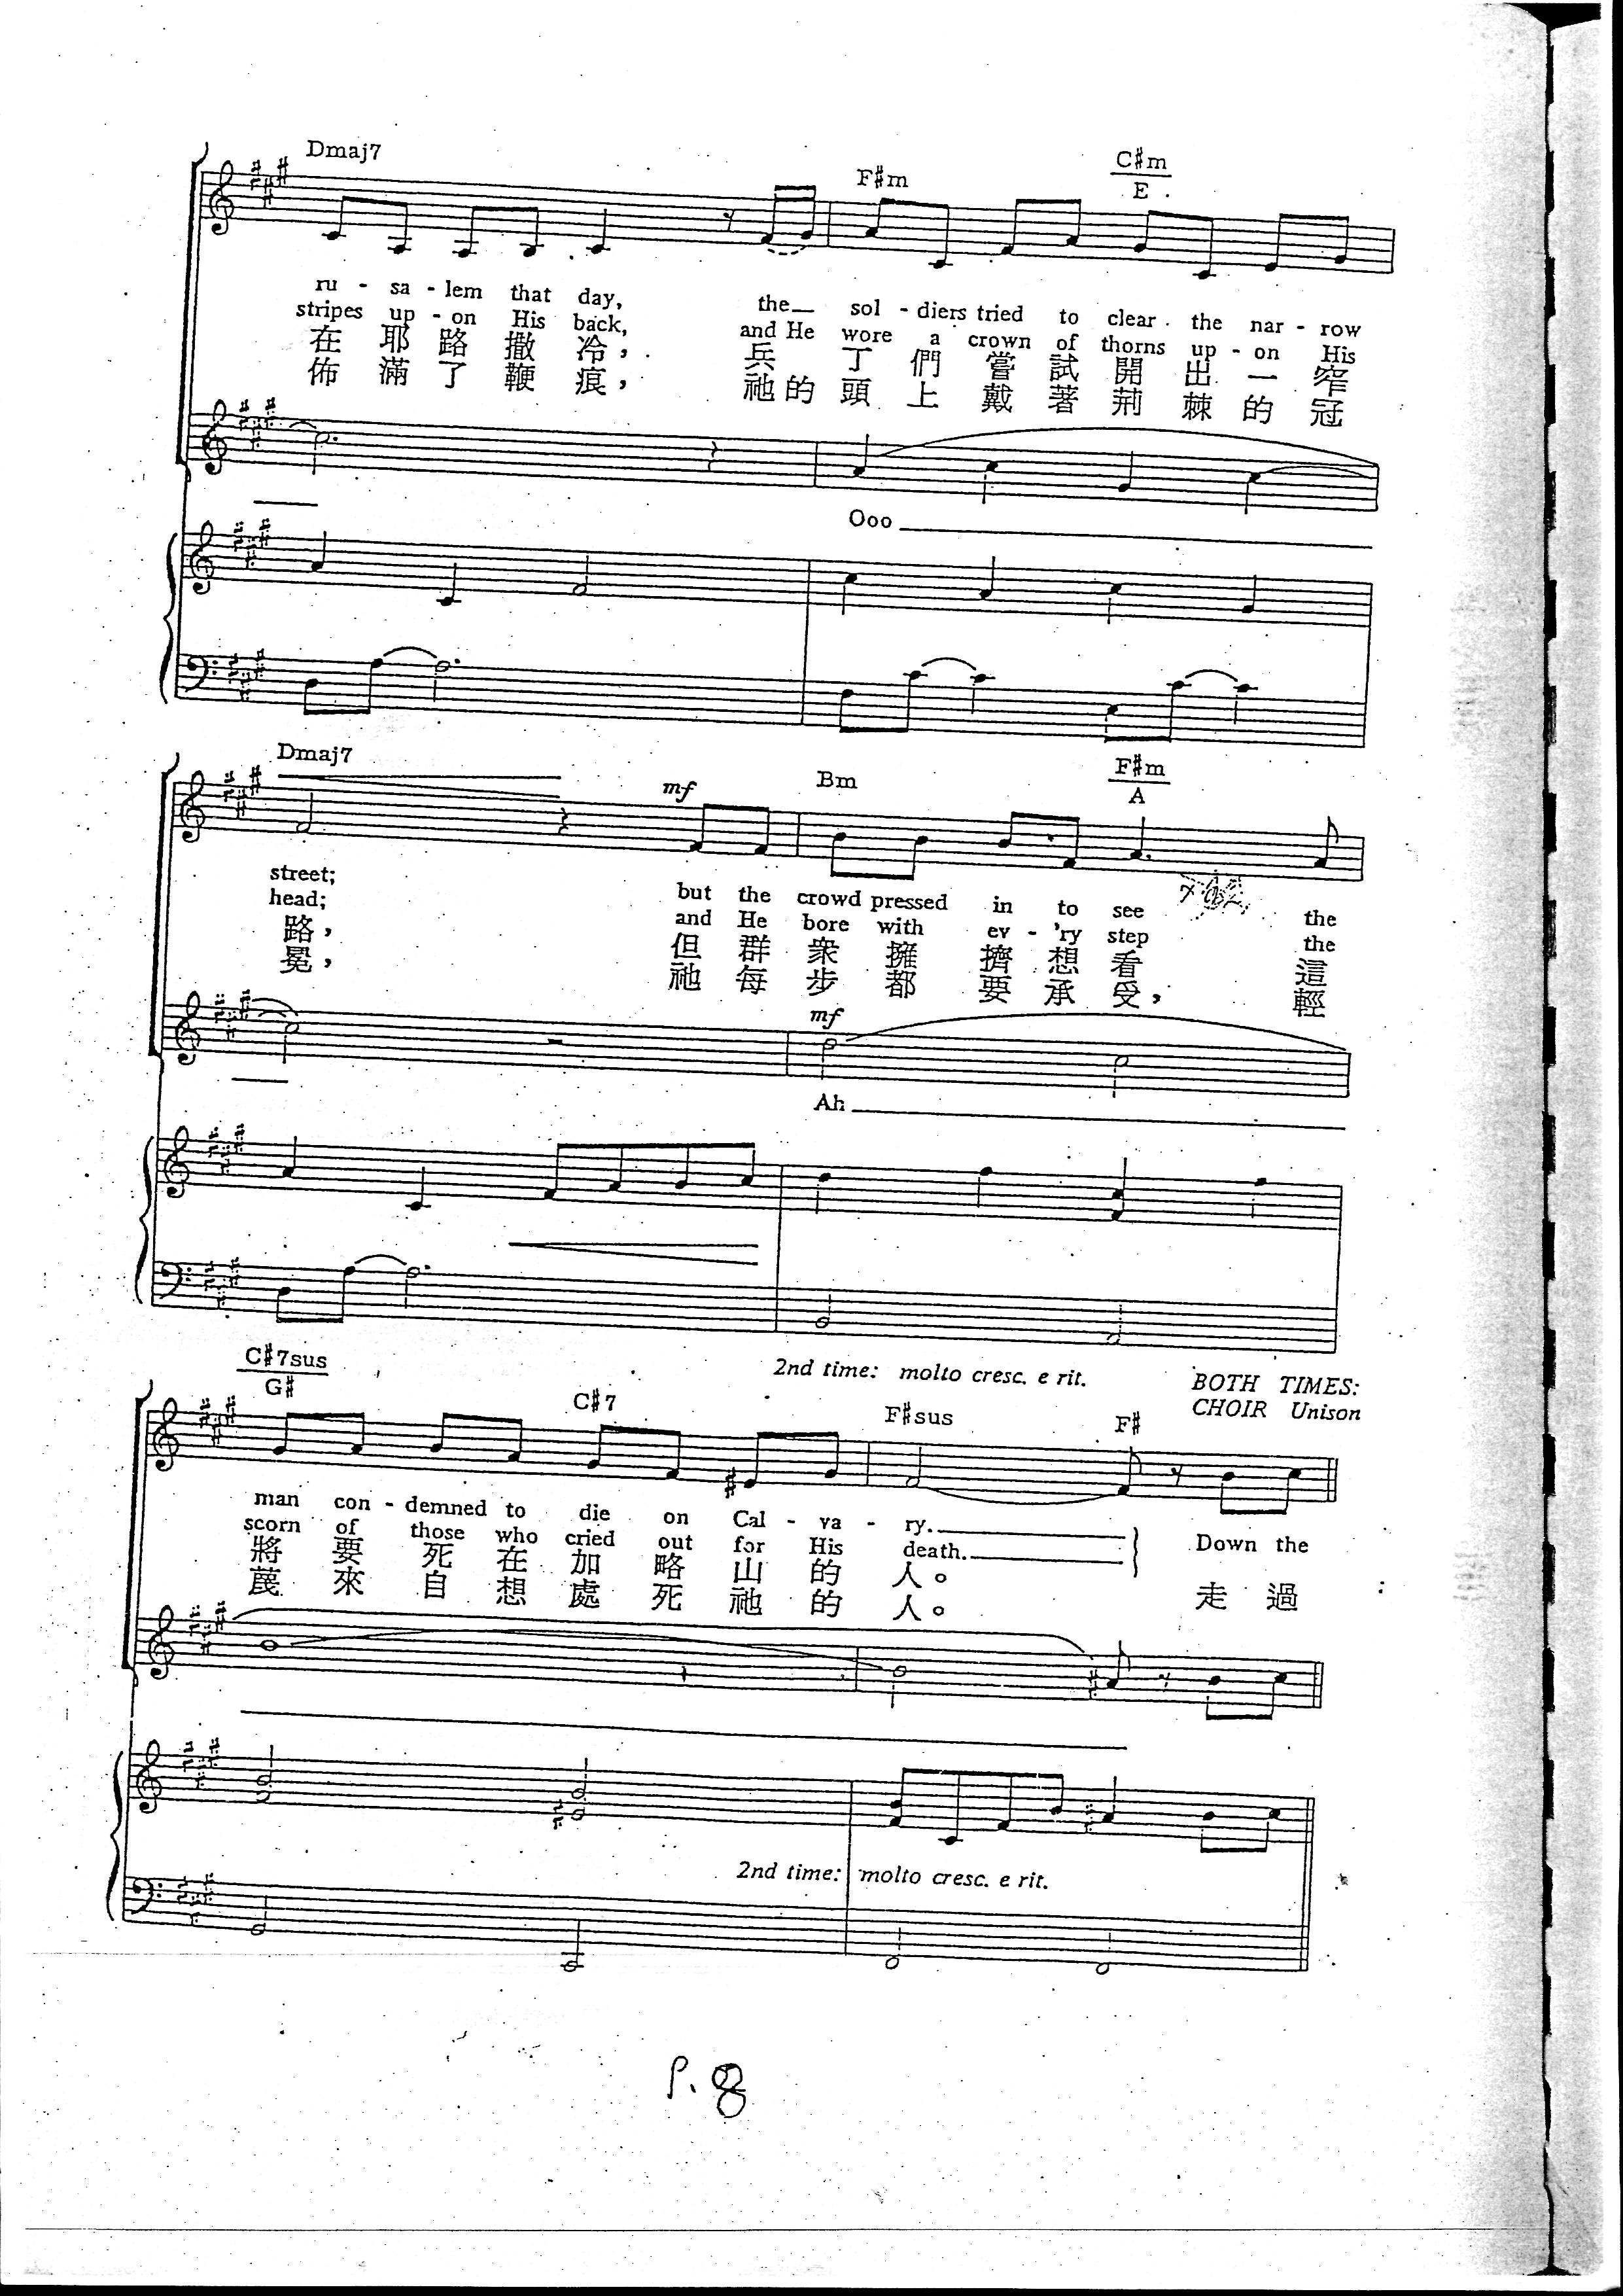 Dmaj7 F♯m C♯m
E
ru - sa - lem that day, the sol - diers tried to clear the nar - row
stripes up - on His back, and He wore a crown of thorns up - on His
在 耶 路 撒 冷， 兵 丁 們 嘗 試 開 出 一 窄
佈 滿 了 鞭 痕， 祂 的 頭 上 戴 著 荊 棘 的 冠
Ooo
Dmaj7 mf Bm F♯m
A
street; but the crowd pressed in to see the
head; and He bore with ev - 'ry step the
路， 但 群 衆 擁 擠 想 看 這
冕， 祂 每 步 都 要 承 受， 輕
mf
Ah
C♯7sus
G♯
2nd time: molto cresc. e rit. BOTH TIMES:
CHOIR Unison
C♯7 F♯sus F♯
man con - demned to die on Cal - va - ry. Down the
scorn of those who cried out for His death.
將 要 死 在 加 略 山 的 人。 走 過
蔑 來 自 想 處 死 祂 的 人。
2nd time: molto cresc. e rit.
P. 8